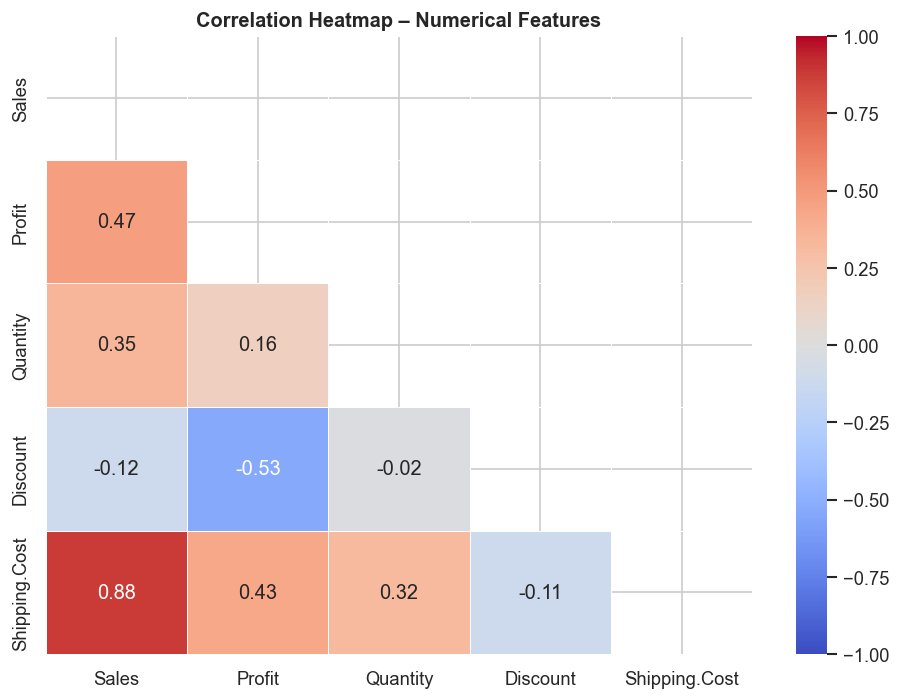 Correlation Heatmap – Numerical Features
Sales
Profit
Quantity
Discount
Shipping.Cost
0.47
0.35
0.16
-0.12
-0.53
-0.02
0.88
0.43
0.32
-0.11
Sales
Profit
Quantity
Discount
Shipping.Cost
1.00
0.75
0.50
0.25
0.00
−0.25
−0.50
−0.75
−1.00